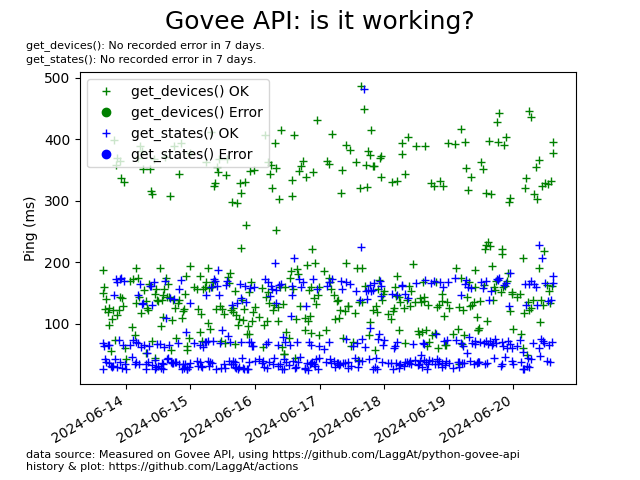 Govee API: is it working?
get_devices(): No recorded error in 7 days.
get_states(): No recorded error in 7 days.
get_devices() OK
get_devices() Error
get_states() OK
get_states() Error
500
400
300
200
100
Ping (ms)
2024-06-14
2024-06-15
2024-06-16
2024-06-17
2024-06-18
2024-06-19
2024-06-20
data source: Measured on Govee API, using https://github.com/LaggAt/python-govee-api
history & plot: https://github.com/LaggAt/actions